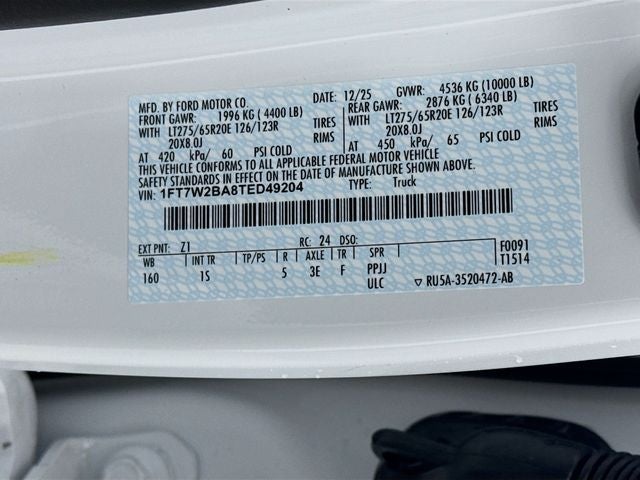 MFD. BY FORD MOTOR CO. DATE: 12/25 GVWR: 4536 KG (10000 LB)
FRONT GAWR: 1996 KG (4400 LB) REAR GAWR: 2876 KG (6340 LB)
WITH LT275/65R20E 126/123R TIRES WITH LT275/65R20E 126/123R TIRES
20X8.0J RIMS 20X8.0J RIMS
AT 420 kPa/ 60 PSI COLD AT 450 kPa/ 65 PSI COLD
THIS VEHICLE CONFORMS TO ALL APPLICABLE FEDERAL MOTOR VEHICLE
SAFETY STANDARDS IN EFFECT ON THE DATE OF MANUFACTURE SHOWN ABOVE.
VIN: 1FT7W2BA8TED49204 TYPE: Truck
EXT PNT: Z1 RC: 24 DSO: F0091
WB INT TR TP/PS R AXLE TR SPR T1514
160 1S 5 3E F PPJJ
ULC ▽ RU5A-3520472-AB